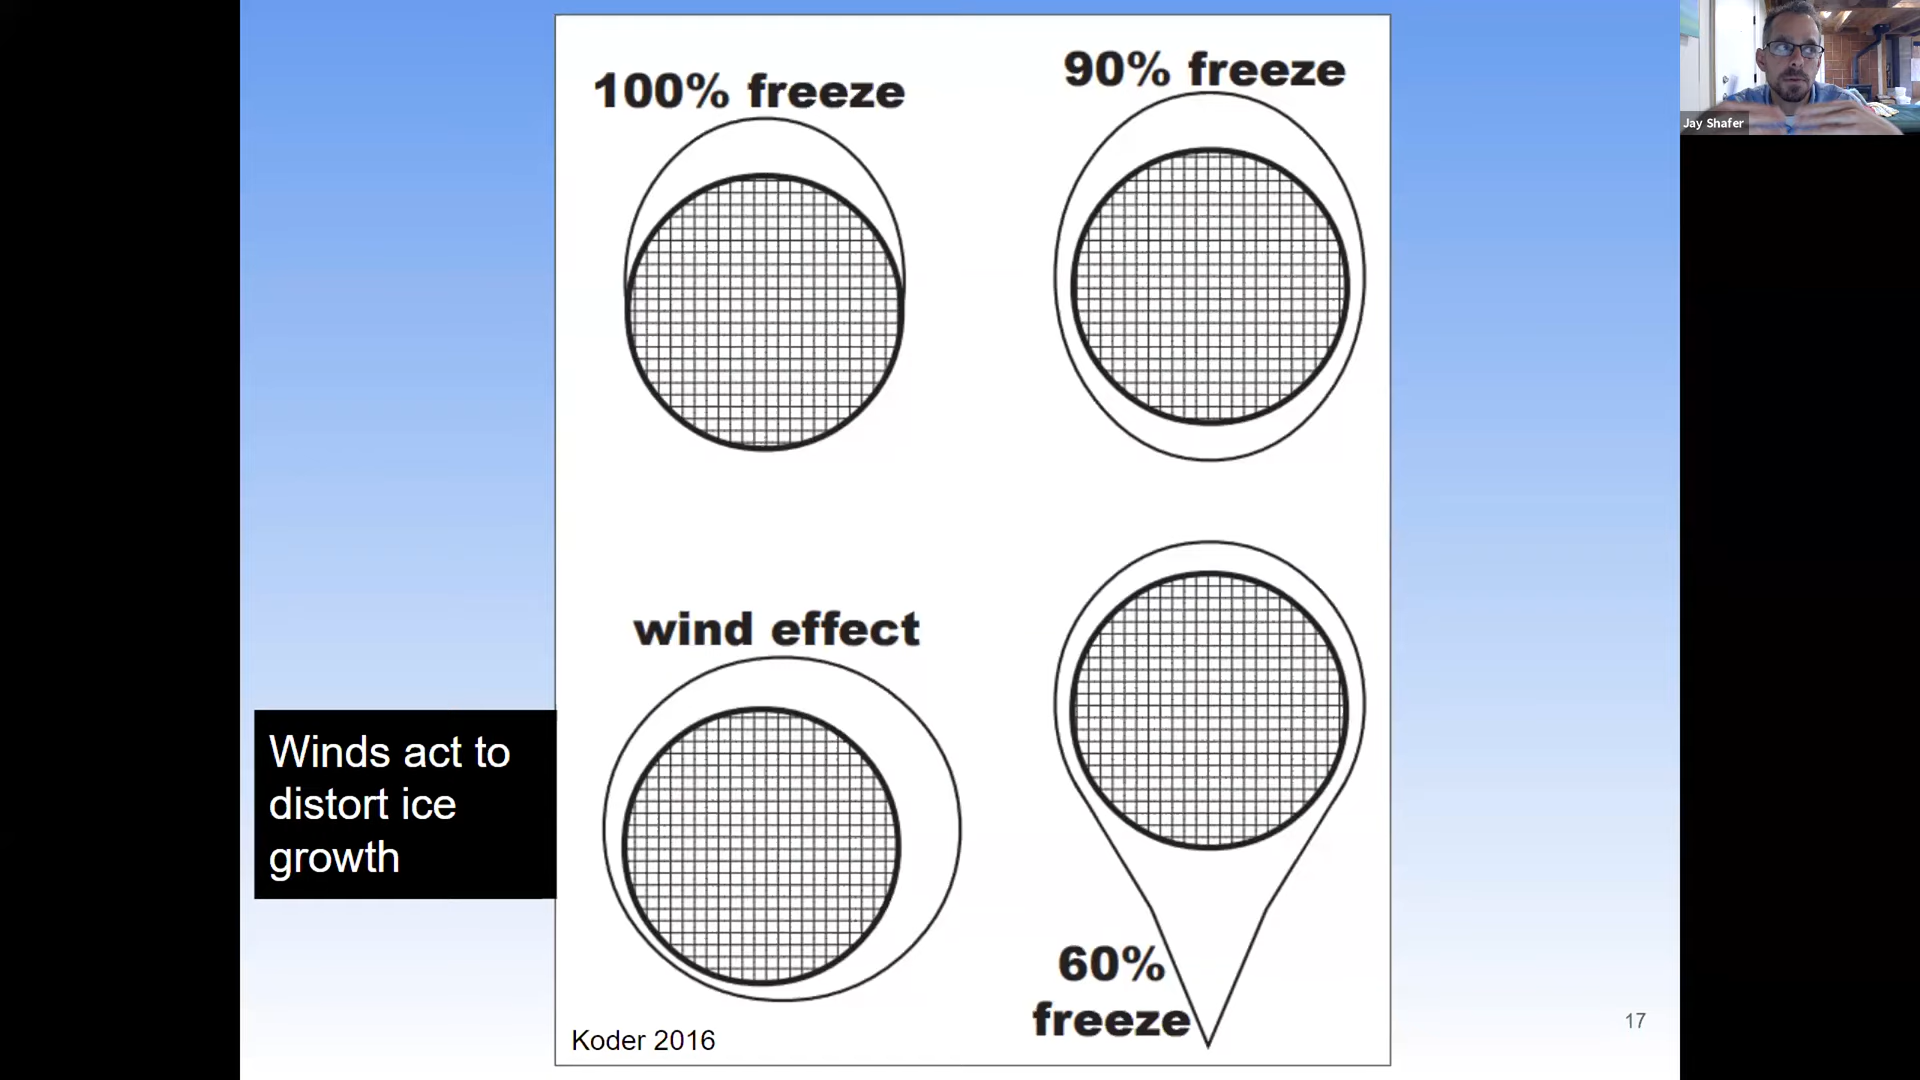 100% freeze
90% freeze
wind effect
Winds act to
distort ice
growth
60%
freeze
Koder 2016
17
Jay Shafer